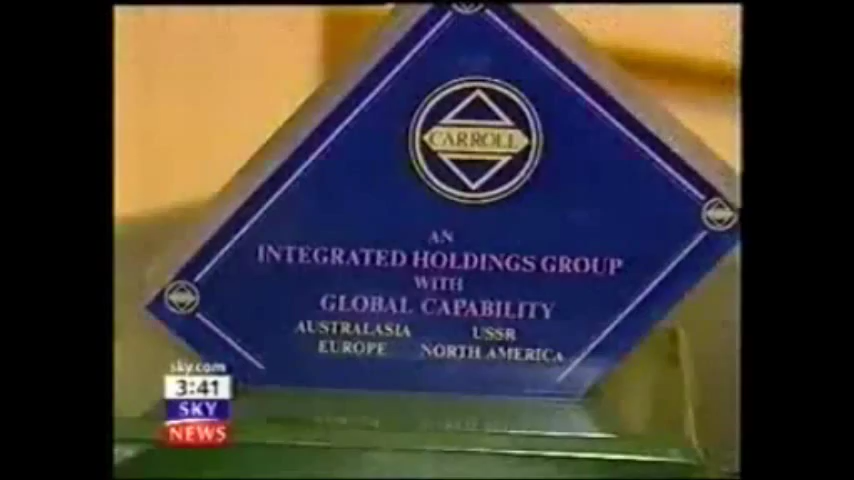 CARROLL
AN
INTEGRATED HOLDINGS GROUP
WITH
GLOBAL CAPABILITY
AUSTRALASIA USSR
EUROPE NORTH AMERICA
sky.com
3:41
SKY
NEWS